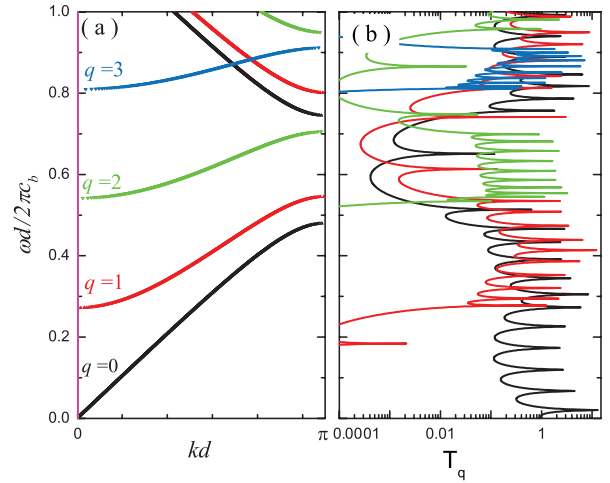 1.0
(a)
(b)
q =3
0.8
0.6
q =2
ωd/2πc_b
0.4
q =1
0.2
q =0
0.0
0
π
0.0001
0.01
1
kd
T_q